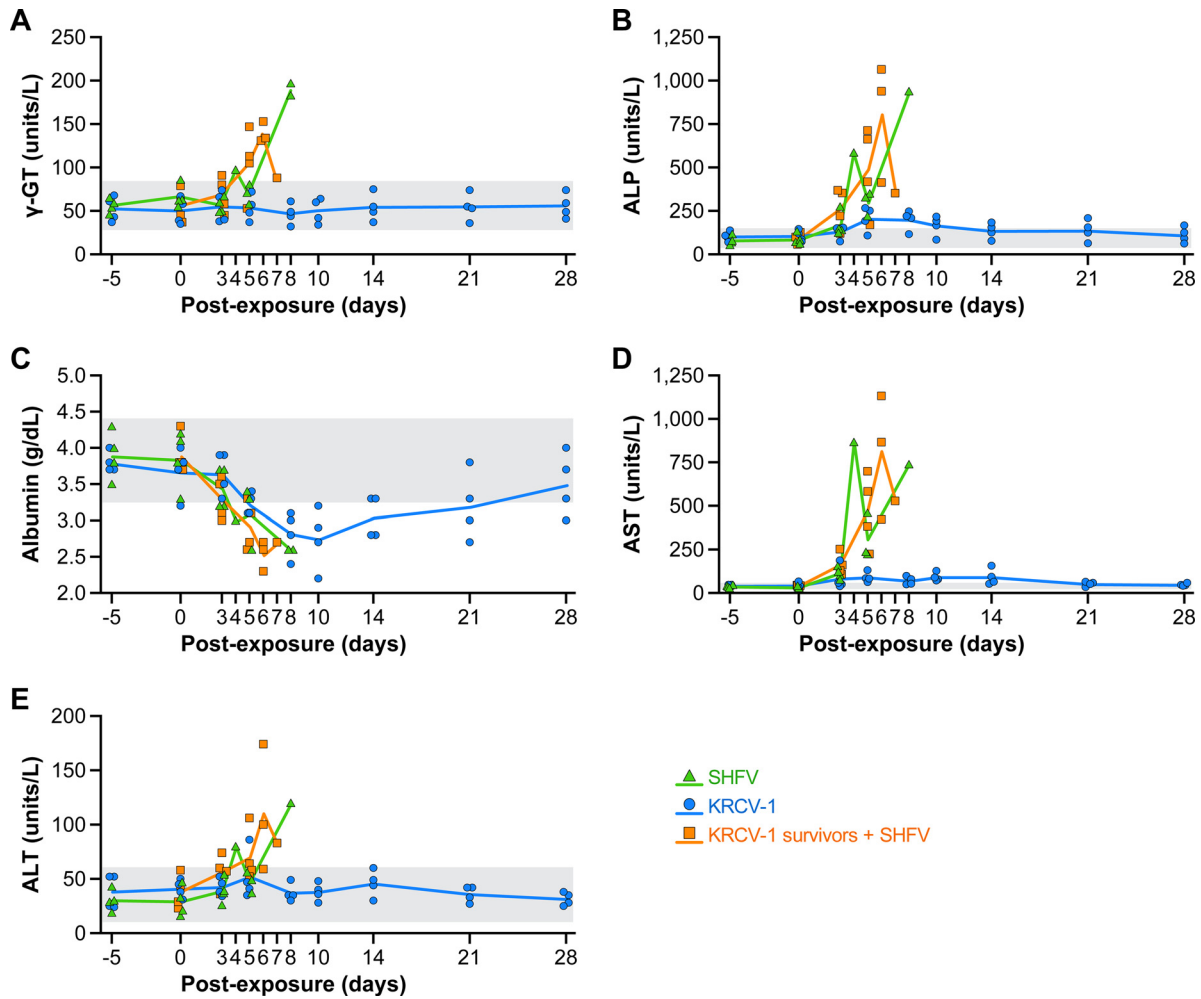 A
γ-GT (units/L)
250
200
150
100
50
0
-5 0 3 4 5 6 7 8 10 14 21 28
Post-exposure (days)
B
ALP (units/L)
1,250
1,000
750
500
250
0
-5 0 3 4 5 6 7 8 10 14 21 28
Post-exposure (days)
C
Albumin (g/dL)
5.0
4.5
4.0
3.5
3.0
2.5
2.0
-5 0 3 4 5 6 7 8 10 14 21 28
Post-exposure (days)
D
AST (units/L)
1,250
1,000
750
500
250
0
-5 0 3 4 5 6 7 8 10 14 21 28
Post-exposure (days)
E
ALT (units/L)
200
150
100
50
0
-5 0 3 4 5 6 7 8 10 14 21 28
Post-exposure (days)
SHFV
KRCV-1
KRCV-1 survivors + SHFV